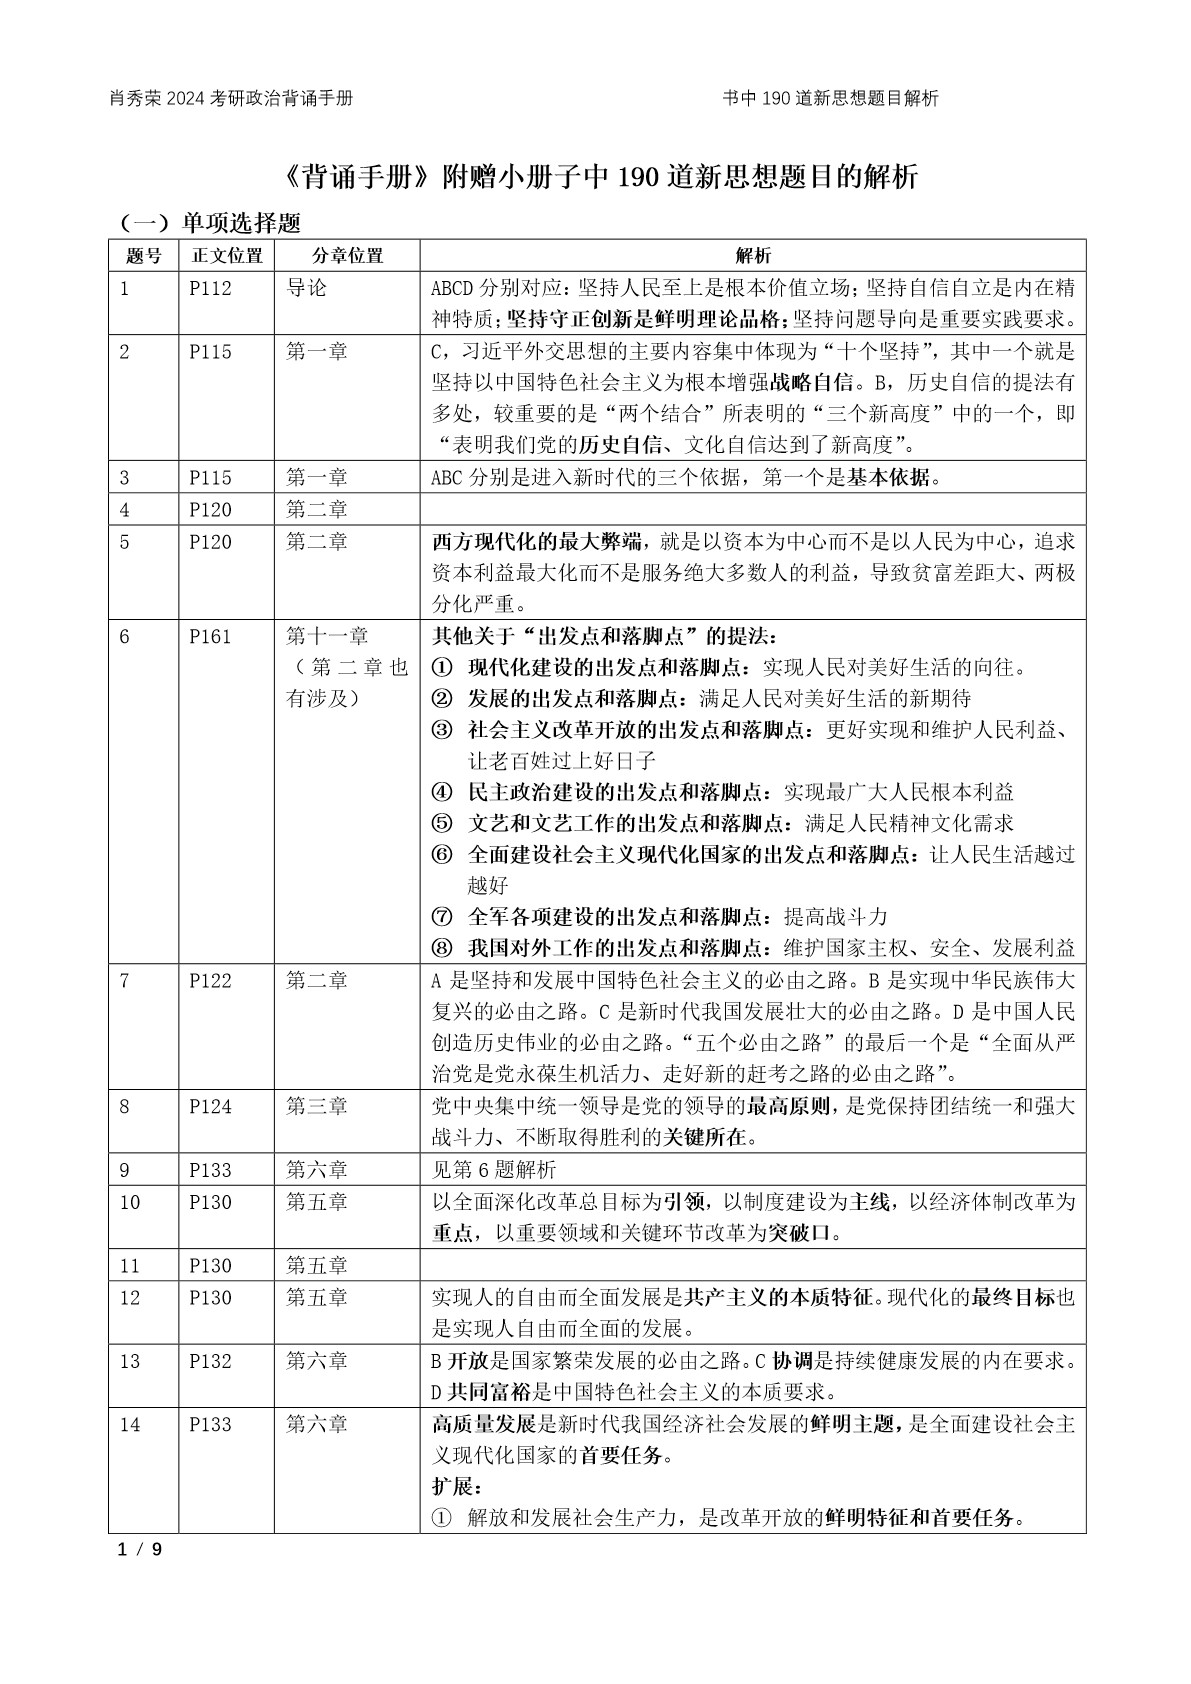 肖秀荣 2024 考研政治背诵手册 书中 190 道新思想题目解析
《背诵手册》附赠小册子中 190 道新思想题目的解析
（一）单项选择题
题号 正文位置 分章位置 解析
1 P112 导论 ABCD 分别对应：坚持人民至上是根本价值立场；坚持自信自立是内在精
神特质；坚持守正创新是鲜明理论品格；坚持问题导向是重要实践要求。
2 P115 第一章 C，习近平外交思想的主要内容集中体现为“十个坚持”，其中一个就是
坚持以中国特色社会主义为根本增强战略自信。B，历史自信的提法有
多处，较重要的是“两个结合”所表明的“三个新高度”中的一个，即
“表明我们党的历史自信、文化自信达到了新高度”。
3 P115 第一章 ABC 分别是进入新时代的三个依据，第一个是基本依据。
4 P120 第二章
5 P120 第二章 西方现代化的最大弊端，就是以资本为中心而不是以人民为中心，追求
资本利益最大化而不是服务绝大多数人的利益，导致贫富差距大、两极
分化严重。
6 P161 第十一章 其他关于“出发点和落脚点”的提法：
（第二章也 ① 现代化建设的出发点和落脚点：实现人民对美好生活的向往。
有涉及） ② 发展的出发点和落脚点：满足人民对美好生活的新期待
③ 社会主义改革开放的出发点和落脚点：更好实现和维护人民利益、
让老百姓过上好日子
④ 民主政治建设的出发点和落脚点：实现最广大人民根本利益
⑤ 文艺和文艺工作的出发点和落脚点：满足人民精神文化需求
⑥ 全面建设社会主义现代化国家的出发点和落脚点：让人民生活越过
越好
⑦ 全军各项建设的出发点和落脚点：提高战斗力
⑧ 我国对外工作的出发点和落脚点：维护国家主权、安全、发展利益
7 P122 第二章 A 是坚持和发展中国特色社会主义的必由之路。B 是实现中华民族伟大
复兴的必由之路。C 是新时代我国发展壮大的必由之路。D 是中国人民
创造历史伟业的必由之路。“五个必由之路”的最后一个是“全面从严
治党是党永葆生机活力、走好新的赶考之路的必由之路”。
8 P124 第三章 党中央集中统一领导是党的领导的最高原则，是党保持团结统一和强大
战斗力、不断取得胜利的关键所在。
9 P133 第六章 见第 6 题解析
10 P130 第五章 以全面深化改革总目标为引领，以制度建设为主线，以经济体制改革为
重点，以重要领域和关键环节改革为突破口。
11 P130 第五章
12 P130 第五章 实现人的自由而全面发展是共产主义的本质特征。现代化的最终目标也
是实现人自由而全面的发展。
13 P132 第六章 B 开放是国家繁荣发展的必由之路。C 协调是持续健康发展的内在要求。
D 共同富裕是中国特色社会主义的本质要求。
14 P133 第六章 高质量发展是新时代我国经济社会发展的鲜明主题，是全面建设社会主
义现代化国家的首要任务。
扩展：
① 解放和发展社会生产力，是改革开放的鲜明特征和首要任务。
1 / 9